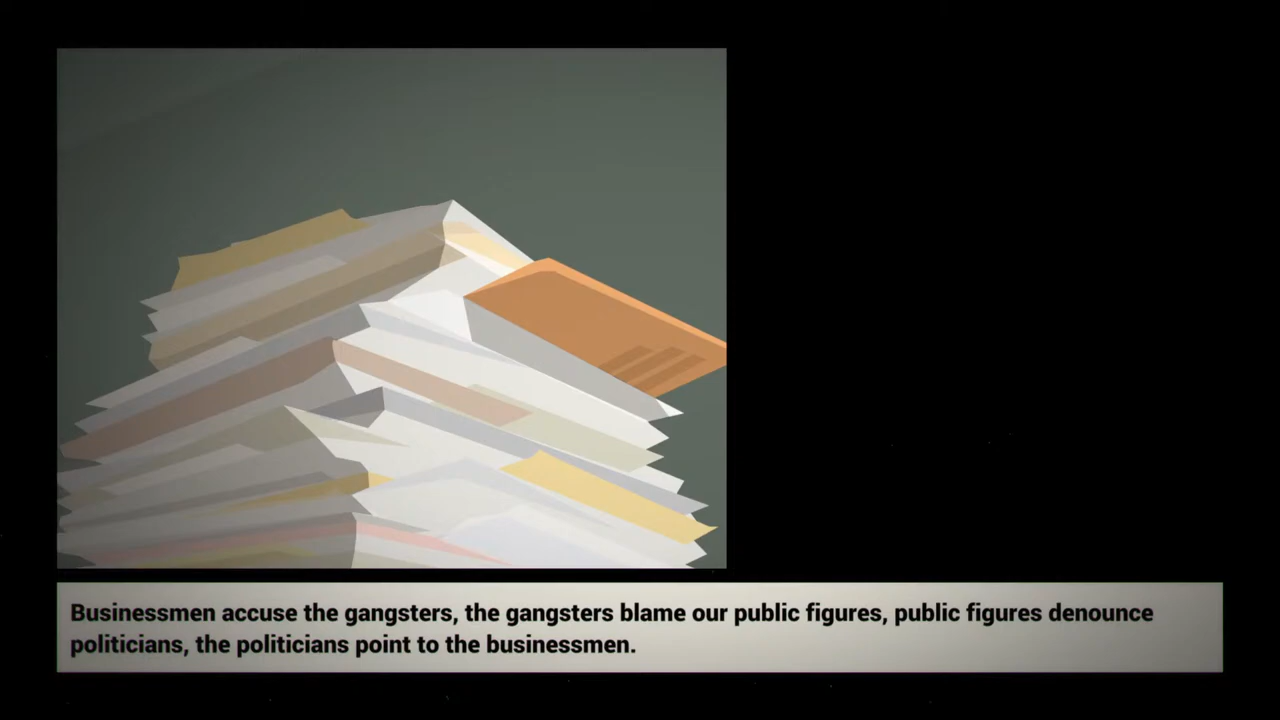 Businessmen accuse the gangsters, the gangsters blame our public figures, public figures denounce
politicians, the politicians point to the businessmen.